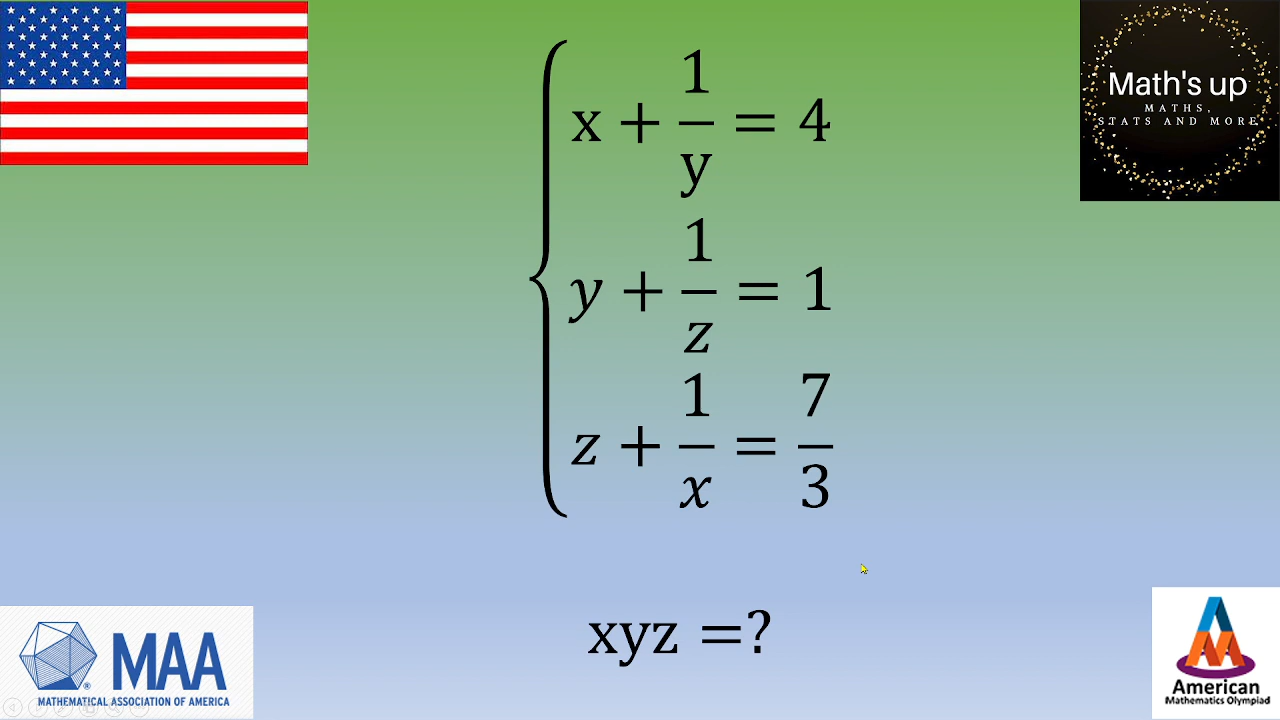 Math's up
MATHS,
STATS AND MORE
x + 1/y = 4
y + 1/z = 1
z + 1/x = 7/3
xyz =?
MAA
®
MATHEMATICAL ASSOCIATION OF AMERICA
American
Mathematics Olympiad